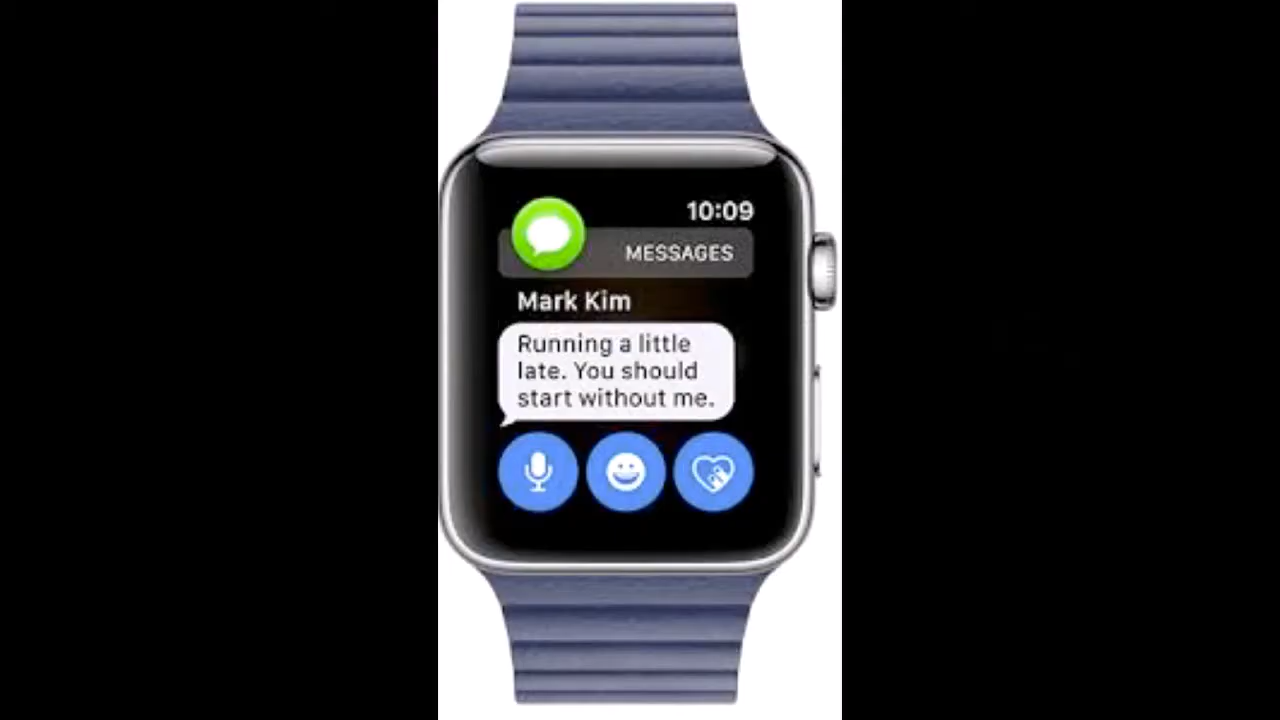 10:09
MESSAGES
Mark Kim
Running a little
late. You should
start without me.